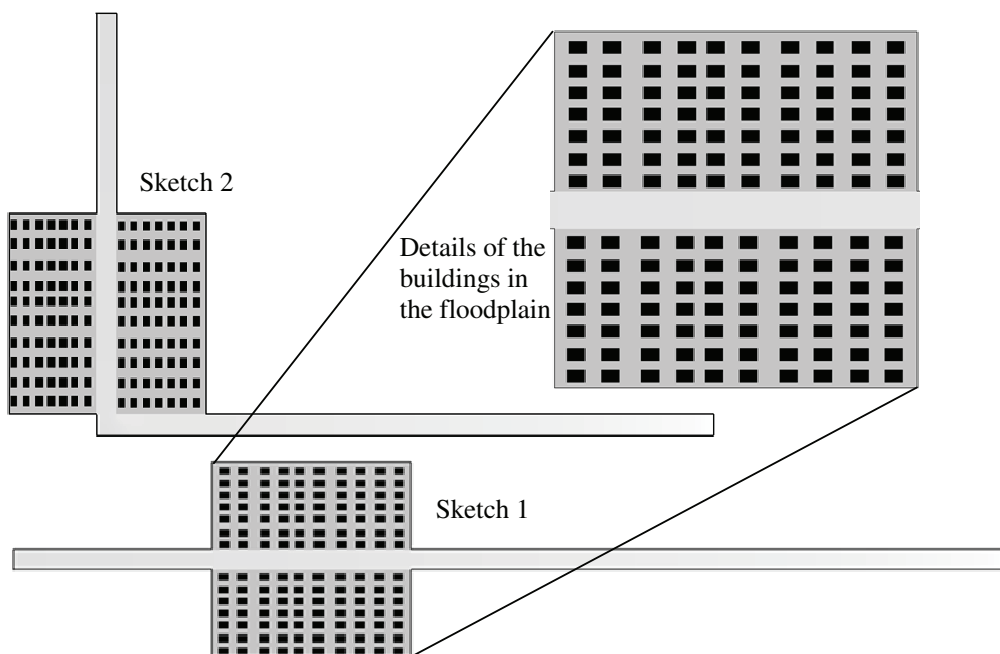 Sketch 2
Details of the
buildings in
the floodplain
Sketch 1